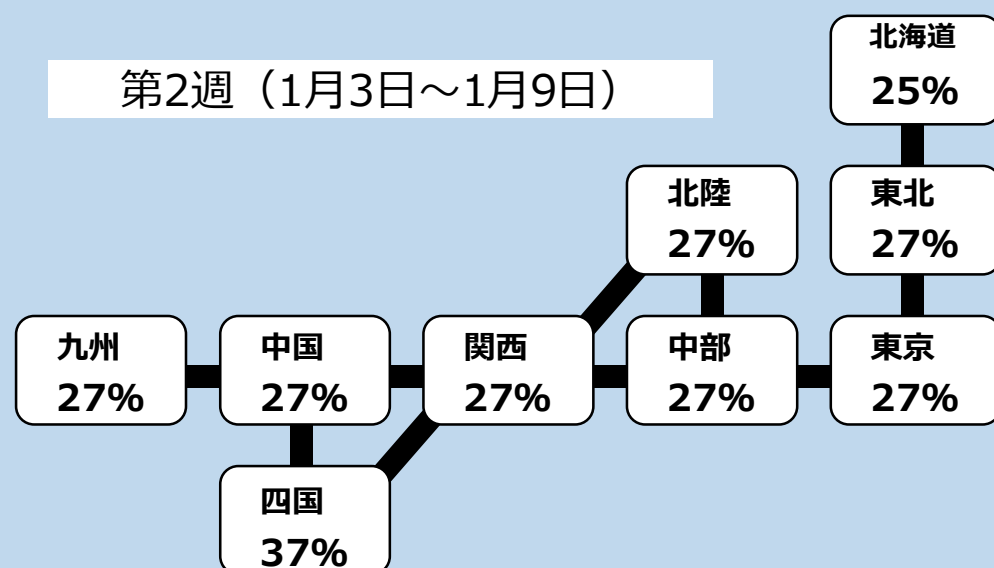 第2週（1月3日～1月9日）
北海道
25%
北陸
27%
東北
27%
九州
27%
中国
27%
関西
27%
中部
27%
東京
27%
四国
37%